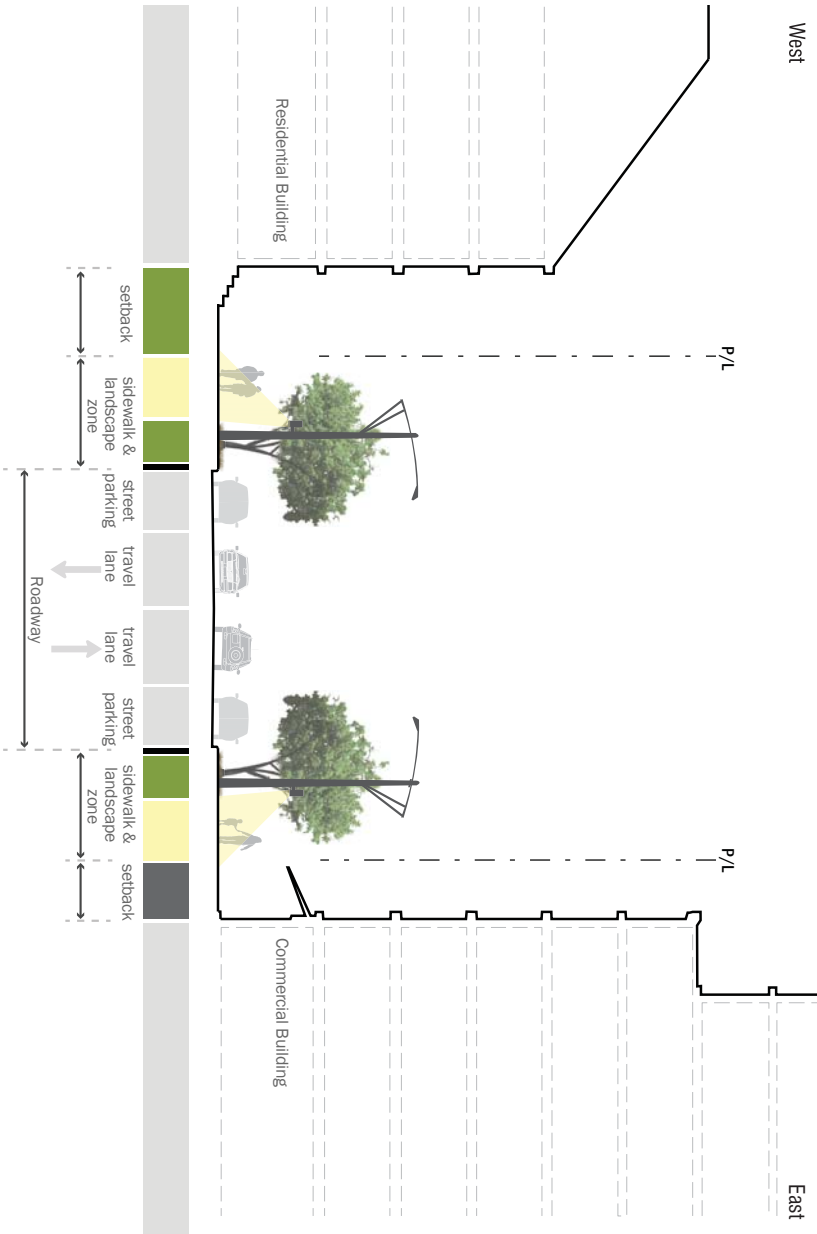 West
East
P/L
P/L
Residential Building
Commercial Building
setback
sidewalk &
landscape
zone
street
parking
travel
lane
travel
lane
street
parking
sidewalk &
landscape
zone
setback
Roadway